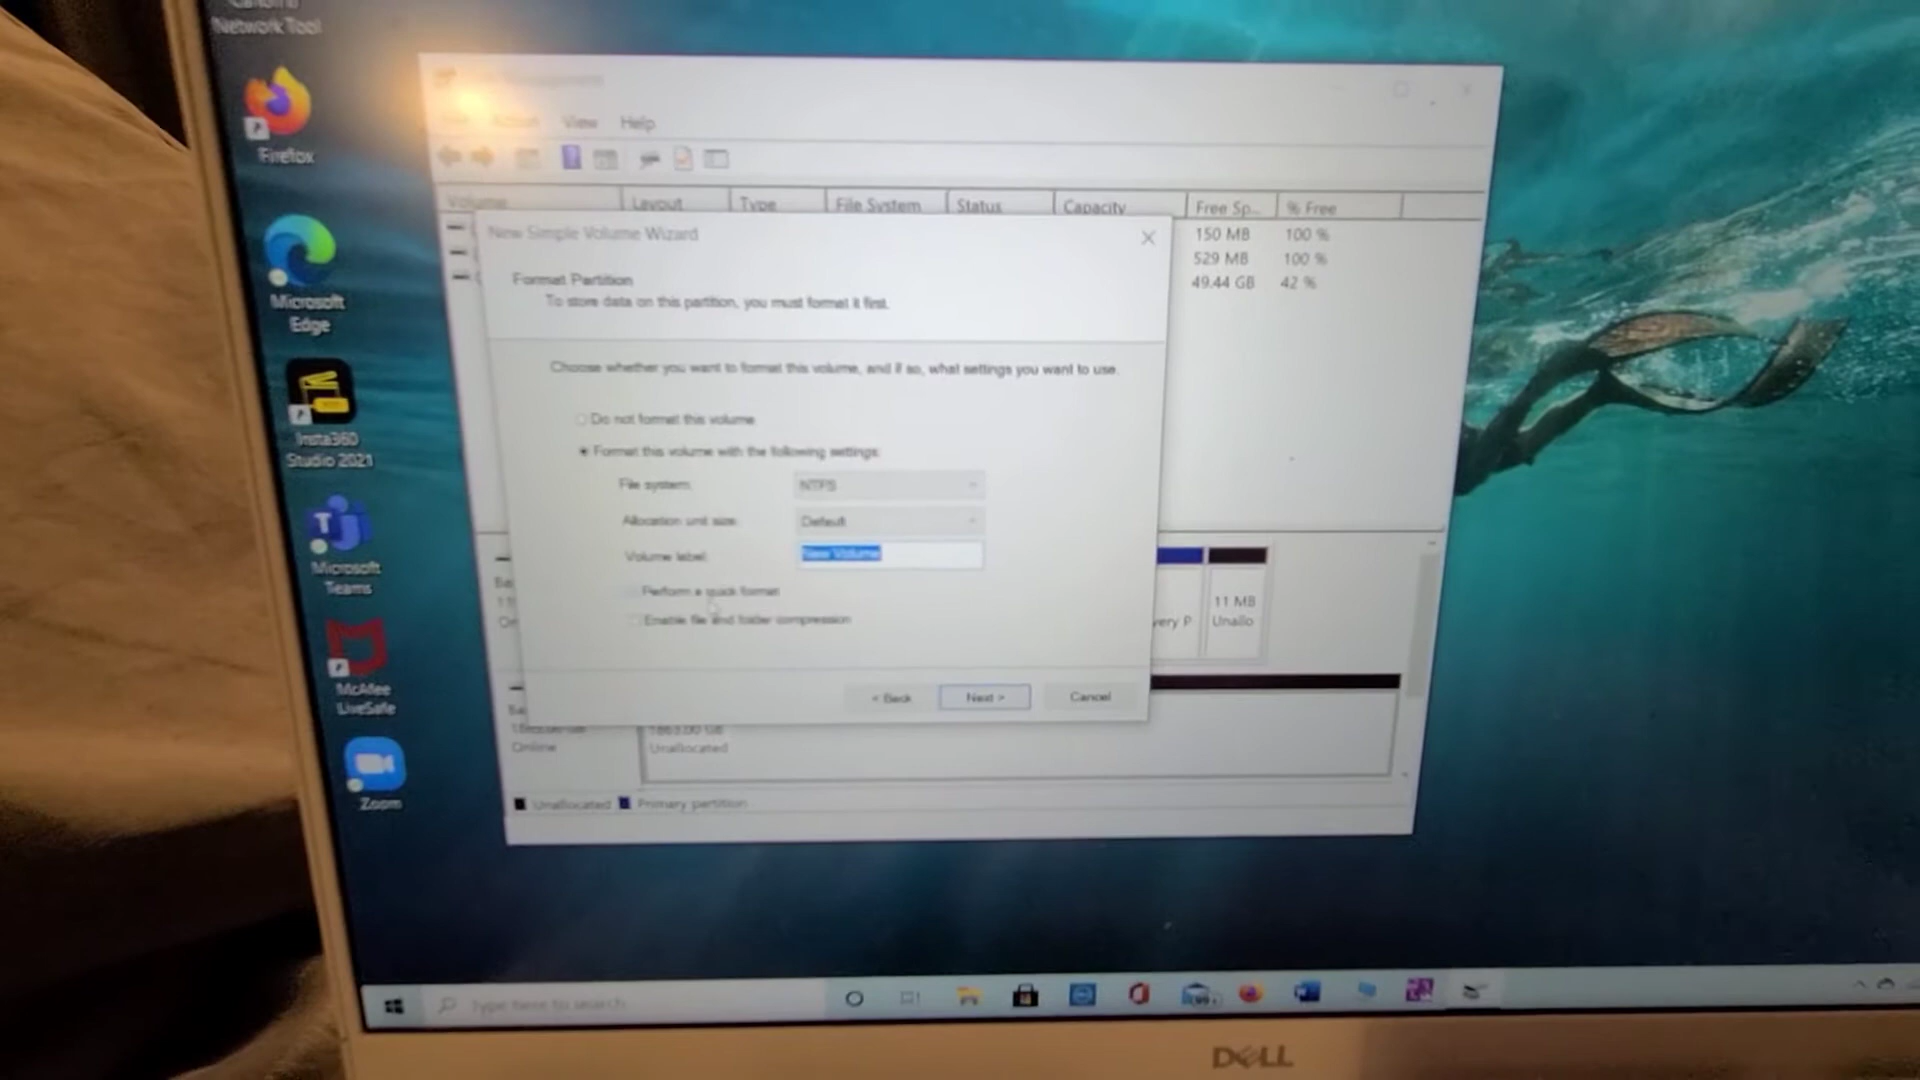 Network Tool
Firefox
Microsoft
Edge
Insta360
Studio 2021
Microsoft
Teams
McAfee
LiveSafe
Zoom
View Help
Volume Layout Type File System Status Capacity Free Sp... % Free
150 MB 100 %
529 MB 100 %
49.44 GB 42 %
New Simple Volume Wizard
Format Partition
To store data on this partition, you must format it first.
Choose whether you want to format this volume, and if so, what settings you want to use.
Do not format this volume
Format this volume with the following settings:
File system: NTFS
Allocation unit size: Default
Volume label: New Volume
Perform a quick format
Enable file and folder compression
< Back Next > Cancel
11 MB
very P Unallo
1863.00 GB
Online Unallocated
Unallocated Primary partition
Type here to search
DELL